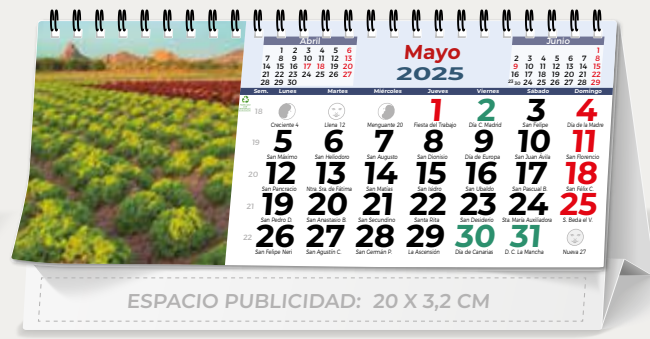 Abril
1 2 3 4 5 6
7 8 9 10 11 12 13
14 15 16 17 18 19 20
21 22 23 24 25 26 27
28 29 30
Mayo
2025
Junio
1
2 3 4 5 6 7 8
9 10 11 12 13 14 15
16 17 18 19 20 21 22
23 30 24 25 26 27 28 29
Sem. Lunes Martes Miércoles Jueves Viernes Sábado Domingo
18 1 2 3 4
Creciente 4 Llena 12 Menguante 20 Fiesta del Trabajo Día C. Madrid San Felipe Día de la Madre
19 5 6 7 8 9 10 11
San Máximo San Heliodoro San Augusto San Dionisio Día de Europa San Juan Ávila San Florencio
20 12 13 14 15 16 17 18
San Pancracio Ntra. Sra. de Fátima San Matías San Isidro San Ubaldo San Pascual B. San Félix C.
21 19 20 21 22 23 24 25
San Pedro D. San Anastasio B. San Secundino Santa Rita San Desiderio Sta. María Auxiliadora S. Beda el V.
22 26 27 28 29 30 31
San Felipe Neri San Agustín C. San Germán P. La Ascensión Día de Canarias D. C. La Mancha Nueva 27
ESPACIO PUBLICIDAD: 20 X 3,2 CM